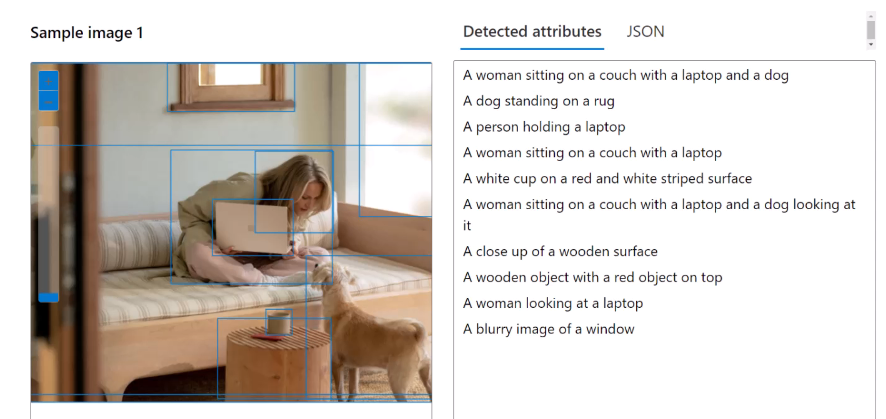 Sample image 1
Detected attributes JSON
A woman sitting on a couch with a laptop and a dog
A dog standing on a rug
A person holding a laptop
A woman sitting on a couch with a laptop
A white cup on a red and white striped surface
A woman sitting on a couch with a laptop and a dog looking at
it
A close up of a wooden surface
A wooden object with a red object on top
A woman looking at a laptop
A blurry image of a window